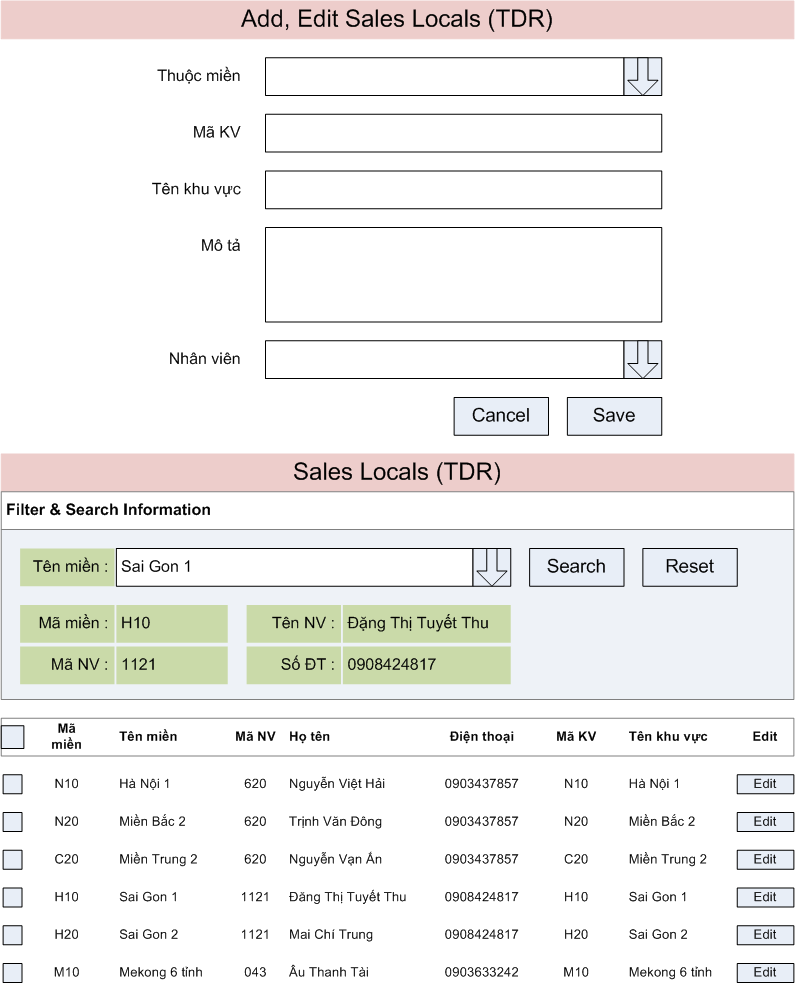 Add, Edit Sales Locals (TDR)
Thuộc miền
Mã KV
Tên khu vực
Mô tả
Nhân viên
Cancel Save
Sales Locals (TDR)
Filter & Search Information
Tên miền : Sai Gon 1 Search Reset
Mã miền : H10 Tên NV : Đặng Thị Tuyết Thu
Mã NV : 1121 Số ĐT : 0908424817
Mã miền Tên miền Mã NV Họ tên Điện thoại Mã KV Tên khu vực Edit
N10 Hà Nội 1 620 Nguyễn Việt Hải 0903437857 N10 Hà Nội 1 Edit
N20 Miền Bắc 2 620 Trịnh Văn Đông 0903437857 N20 Miền Bắc 2 Edit
C20 Miền Trung 2 620 Nguyễn Vạn Ấn 0903437857 C20 Miền Trung 2 Edit
H10 Sai Gon 1 1121 Đăng Thị Tuyết Thu 0908424817 H10 Sai Gon 1 Edit
H20 Sai Gon 2 1121 Mai Chí Trung 0908424817 H20 Sai Gon 2 Edit
M10 Mekong 6 tỉnh 043 Âu Thanh Tài 0903633242 M10 Mekong 6 tỉnh Edit